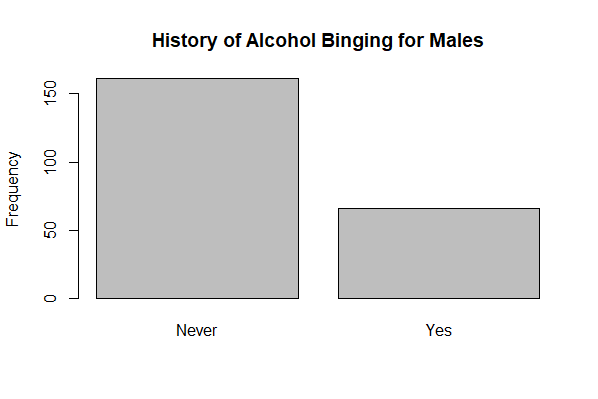 History of Alcohol Binging for Males
Frequency
150
100
50
0
Never
Yes